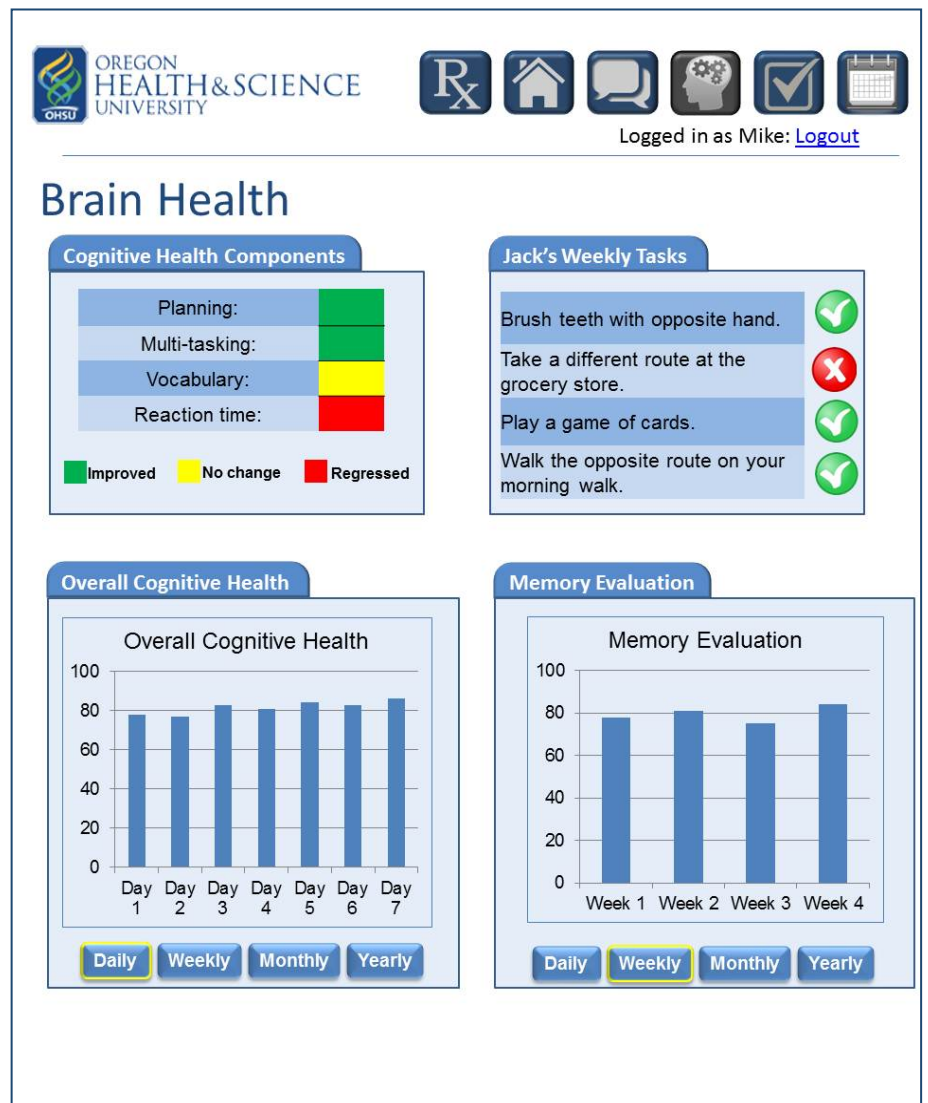 OREGON
HEALTH&SCIENCE
UNIVERSITY
OHSU
Rx
Logged in as Mike: Logout
Brain Health
Cognitive Health Components
Planning:
Multi-tasking:
Vocabulary:
Reaction time:
Improved No change Regressed
Jack's Weekly Tasks
Brush teeth with opposite hand.
Take a different route at the
grocery store.
Play a game of cards.
Walk the opposite route on your
morning walk.
Overall Cognitive Health
Overall Cognitive Health
100
80
60
40
20
0
Day Day Day Day Day Day Day
1 2 3 4 5 6 7
Daily Weekly Monthly Yearly
Memory Evaluation
Memory Evaluation
100
80
60
40
20
0
Week 1 Week 2 Week 3 Week 4
Daily Weekly Monthly Yearly